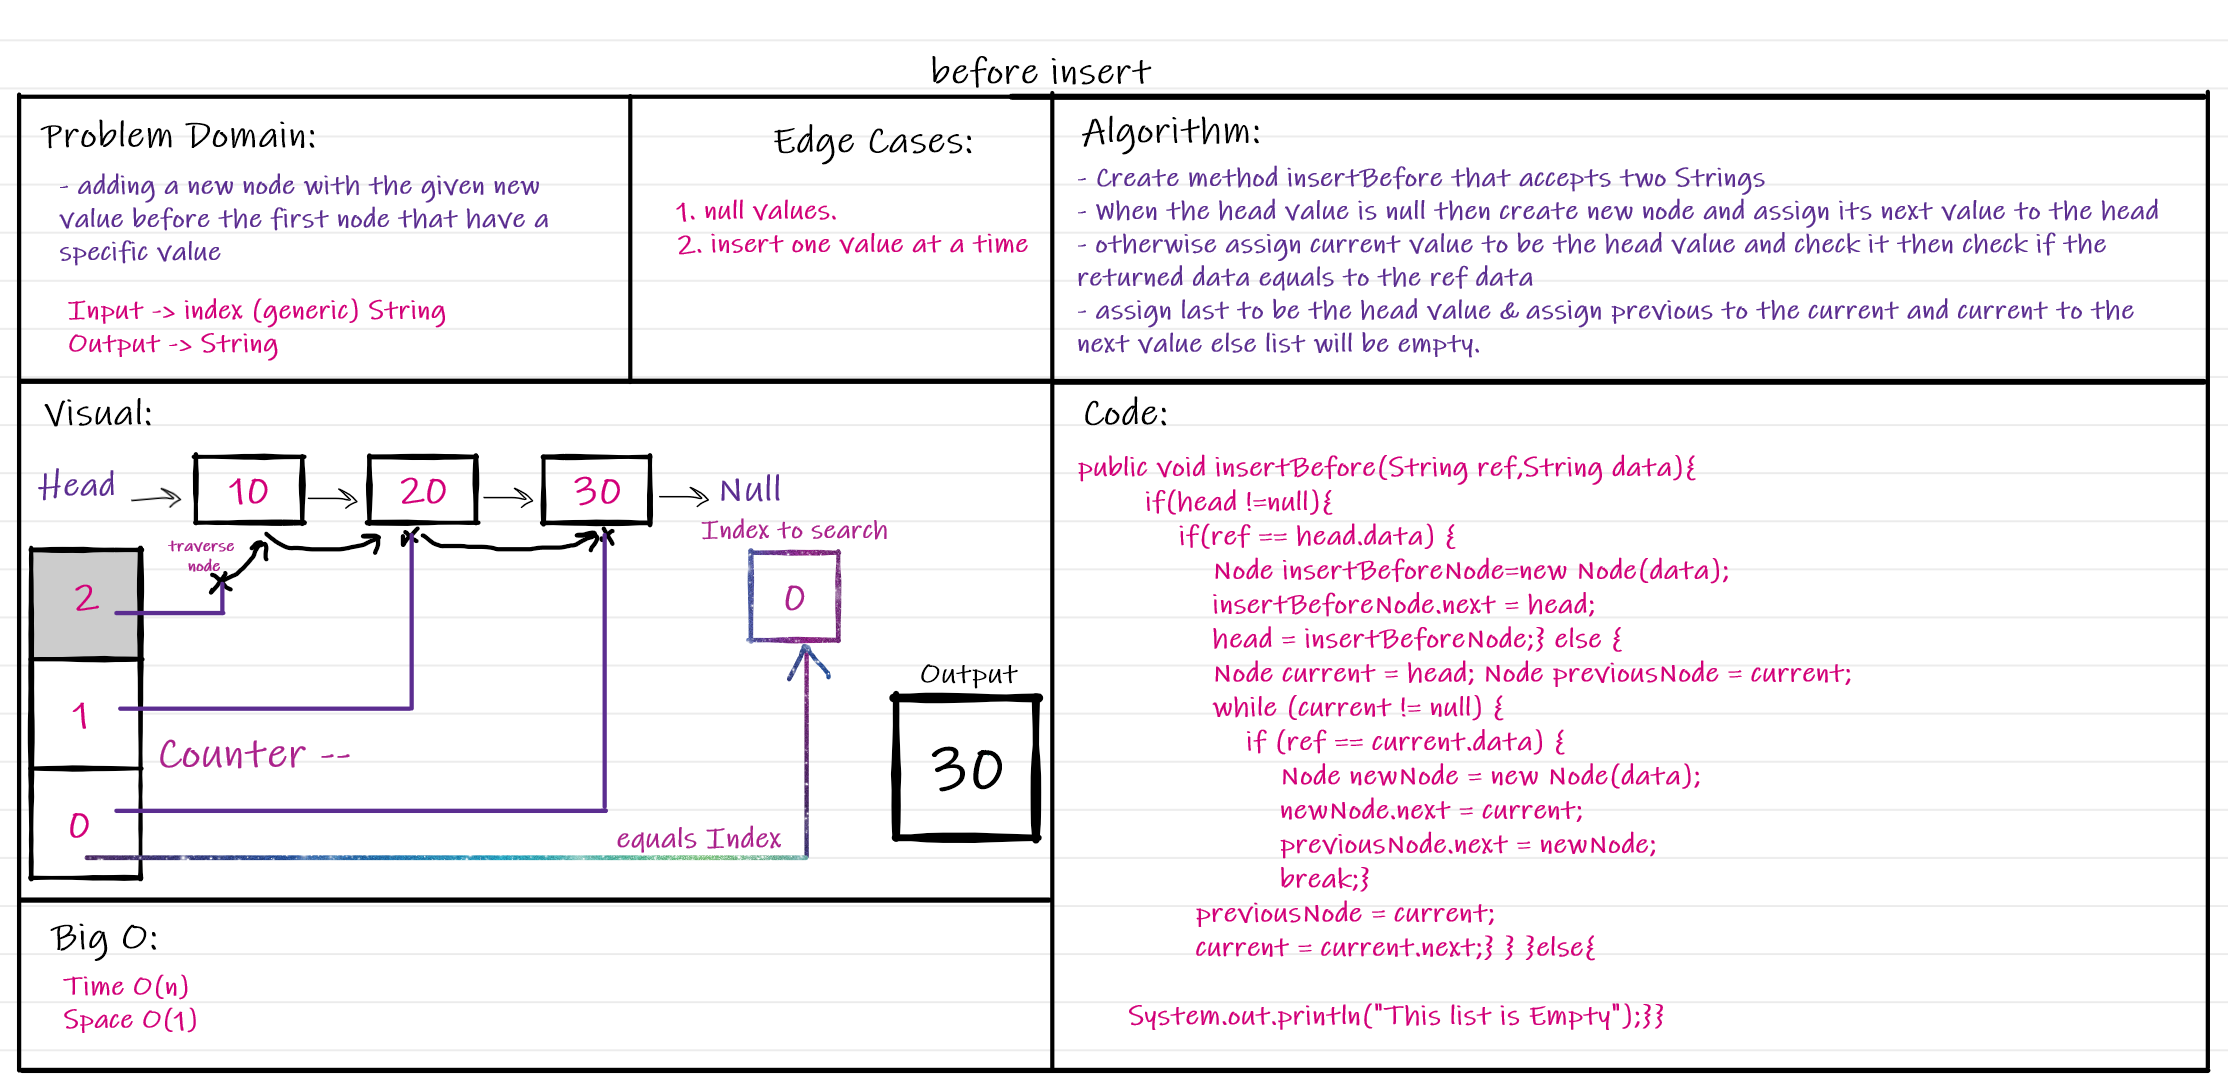 before insert
Problem Domain:
- adding a new node with the given new
value before the first node that have a
specific value
Input -> index (generic) String
Output -> String
Edge Cases:
1. null values.
2. insert one value at a time
Algorithm:
- Create method insertBefore that accepts two Strings
- When the head value is null then create new node and assign its next value to the head
- otherwise assign current value to be the head value and check it then check if the
returned data equals to the ref data
- assign last to be the head value & assign previous to the current and current to the
next value else list will be empty.
Visual:
Head
10
20
30
Null
traverse
node
Index to search
0
2
1
0
Counter --
equals Index
Output
30
Big O:
Time O(n)
Space O(1)
Code:
public void insertBefore(String ref,String data){
if(head !=null){
if(ref == head.data) {
Node insertBeforeNode=new Node(data);
insertBeforeNode.next = head;
head = insertBeforeNode;} else {
Node current = head; Node previousNode = current;
while (current != null) {
if (ref == current.data) {
Node newNode = new Node(data);
newNode.next = current;
previousNode.next = newNode;
break;}
previousNode = current;
current = current.next;} } }else{
System.out.println("This list is Empty");}}